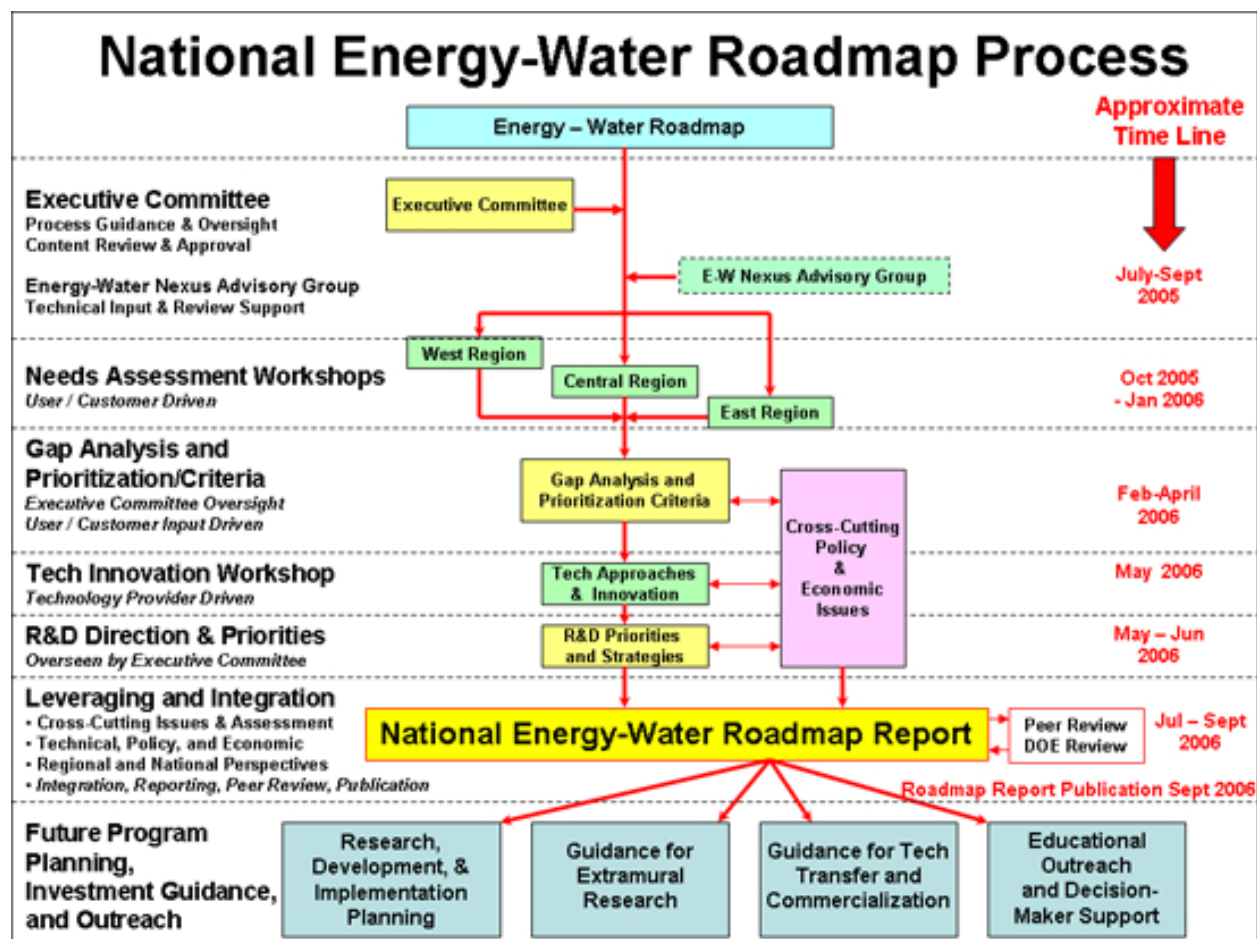 National Energy-Water Roadmap Process
Energy – Water Roadmap
Approximate
Time Line
Executive Committee
Process Guidance & Oversight
Content Review & Approval
Energy-Water Nexus Advisory Group
Technical Input & Review Support
Executive Committee
E-W Nexus Advisory Group
July-Sept
2005
Needs Assessment Workshops
User / Customer Driven
West Region
Central Region
East Region
Oct 2005
- Jan 2006
Gap Analysis and
Prioritization/Criteria
Executive Committee Oversight
User / Customer Input Driven
Gap Analysis and
Prioritization Criteria
Cross-Cutting
Policy
&
Economic
Issues
Feb-April
2006
Tech Innovation Workshop
Technology Provider Driven
Tech Approaches
& Innovation
May 2006
R&D Direction & Priorities
Overseen by Executive Committee
R&D Priorities
and Strategies
May – Jun
2006
Leveraging and Integration
• Cross-Cutting Issues & Assessment
• Technical, Policy, and Economic
• Regional and National Perspectives
• Integration, Reporting, Peer Review, Publication
National Energy-Water Roadmap Report
Peer Review
DOE Review
Jul – Sept
2006
Roadmap Report Publication Sept 2006
Future Program
Planning,
Investment Guidance,
and Outreach
Research,
Development, &
Implementation
Planning
Guidance for
Extramural
Research
Guidance for Tech
Transfer and
Commercialization
Educational
Outreach
and Decision-
Maker Support